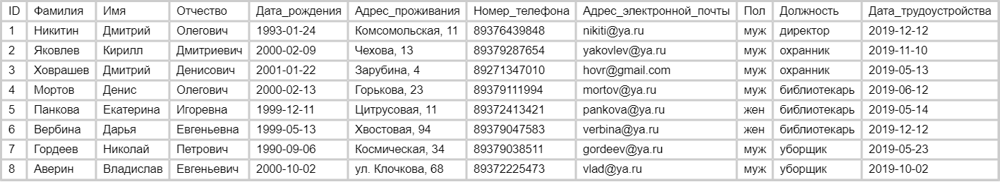 ID Фамилия Имя Отчество Дата_рождения Адрес_проживания Номер_телефона Адрес_электронной_почты Пол Должность Дата_трудоустройства
1 Никитин Дмитрий Олегович 1993-01-24 Комсомольская, 11 89376439848 nikiti@ya.ru муж директор 2019-12-12
2 Яковлев Кирилл Дмитриевич 2000-02-09 Чехова, 13 89379287654 yakovlev@ya.ru муж охранник 2019-11-10
3 Ховрашев Дмитрий Денисович 2001-01-22 Зарубина, 4 89271347010 hovr@gmail.com муж охранник 2019-05-13
4 Мортов Денис Олегович 2000-02-13 Горькова, 23 89379111994 mortov@ya.ru муж библиотекарь 2019-06-12
5 Панкова Екатерина Игоревна 1999-12-11 Цитрусовая, 11 89372413421 pankova@ya.ru жен библиотекарь 2019-05-14
6 Вербина Дарья Евгеньевна 1999-05-13 Хвостовая, 94 89379047583 verbina@ya.ru жен библиотекарь 2019-12-12
7 Гордеев Николай Петрович 1990-09-06 Космическая, 34 89379038511 gordeev@ya.ru муж уборщик 2019-05-23
8 Аверин Владислав Евгеньевич 2000-10-02 ул. Клочкова, 68 89372225473 vlad@ya.ru муж уборщик 2019-10-02